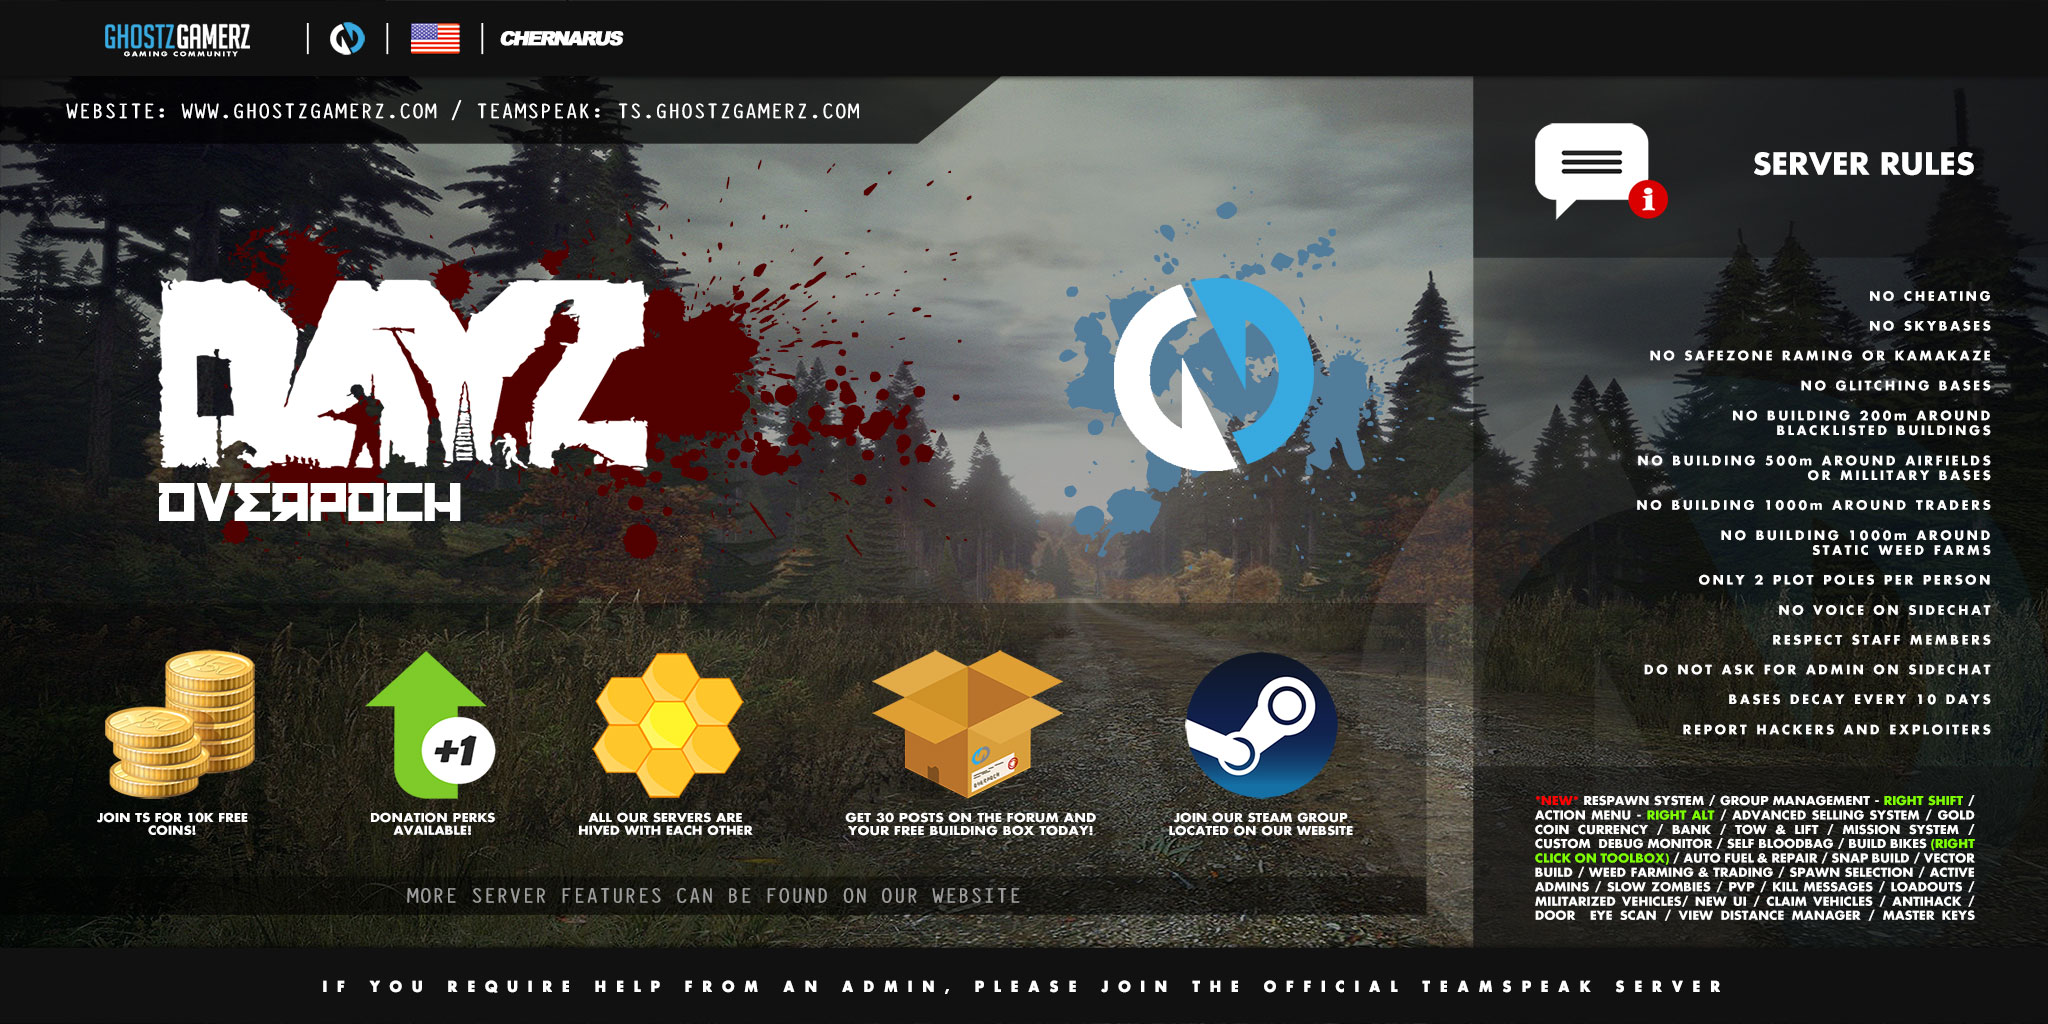 GHOSTZGAMERZ
GAMING COMMUNITY
CHERNARUS
WEBSITE: WWW.GHOSTZGAMERZ.COM / TEAMSPEAK: TS.GHOSTZGAMERZ.COM
DAYZ
OVERPOCH
JOIN TS FOR 10K FREE
COINS!
+1
DONATION PERKS
AVAILABLE!
ALL OUR SERVERS ARE
HIVED WITH EACH OTHER
GET 30 POSTS ON THE FORUM AND
YOUR FREE BUILDING BOX TODAY!
JOIN OUR STEAM GROUP
LOCATED ON OUR WEBSITE
MORE SERVER FEATURES CAN BE FOUND ON OUR WEBSITE
i
SERVER RULES
NO CHEATING
NO SKYBASES
NO SAFEZONE RAMING OR KAMAKAZE
NO GLITCHING BASES
NO BUILDING 200m AROUND
BLACKLISTED BUILDINGS
NO BUILDING 500m AROUND AIRFIELDS
OR MILLITARY BASES
NO BUILDING 1000m AROUND TRADERS
NO BUILDING 1000m AROUND
STATIC WEED FARMS
ONLY 2 PLOT POLES PER PERSON
NO VOICE ON SIDECHAT
RESPECT STAFF MEMBERS
DO NOT ASK FOR ADMIN ON SIDECHAT
BASES DECAY EVERY 10 DAYS
REPORT HACKERS AND EXPLOITERS
*NEW* RESPAWN SYSTEM / GROUP MANAGEMENT - RIGHT SHIFT /
ACTION MENU - RIGHT ALT / ADVANCED SELLING SYSTEM / GOLD
COIN CURRENCY / BANK / TOW & LIFT / MISSION SYSTEM /
CUSTOM DEBUG MONITOR / SELF BLOODBAG / BUILD BIKES (RIGHT
CLICK ON TOOLBOX) / AUTO FUEL & REPAIR / SNAP BUILD / VECTOR
BUILD / WEED FARMING & TRADING / SPAWN SELECTION / ACTIVE
ADMINS / SLOW ZOMBIES / PVP / KILL MESSAGES / LOADOUTS /
MILITARIZED VEHICLES/ NEW UI / CLAIM VEHICLES / ANTIHACK /
DOOR EYE SCAN / VIEW DISTANCE MANAGER / MASTER KEYS
IF YOU REQUIRE HELP FROM AN ADMIN, PLEASE JOIN THE OFFICIAL TEAMSPEAK SERVER